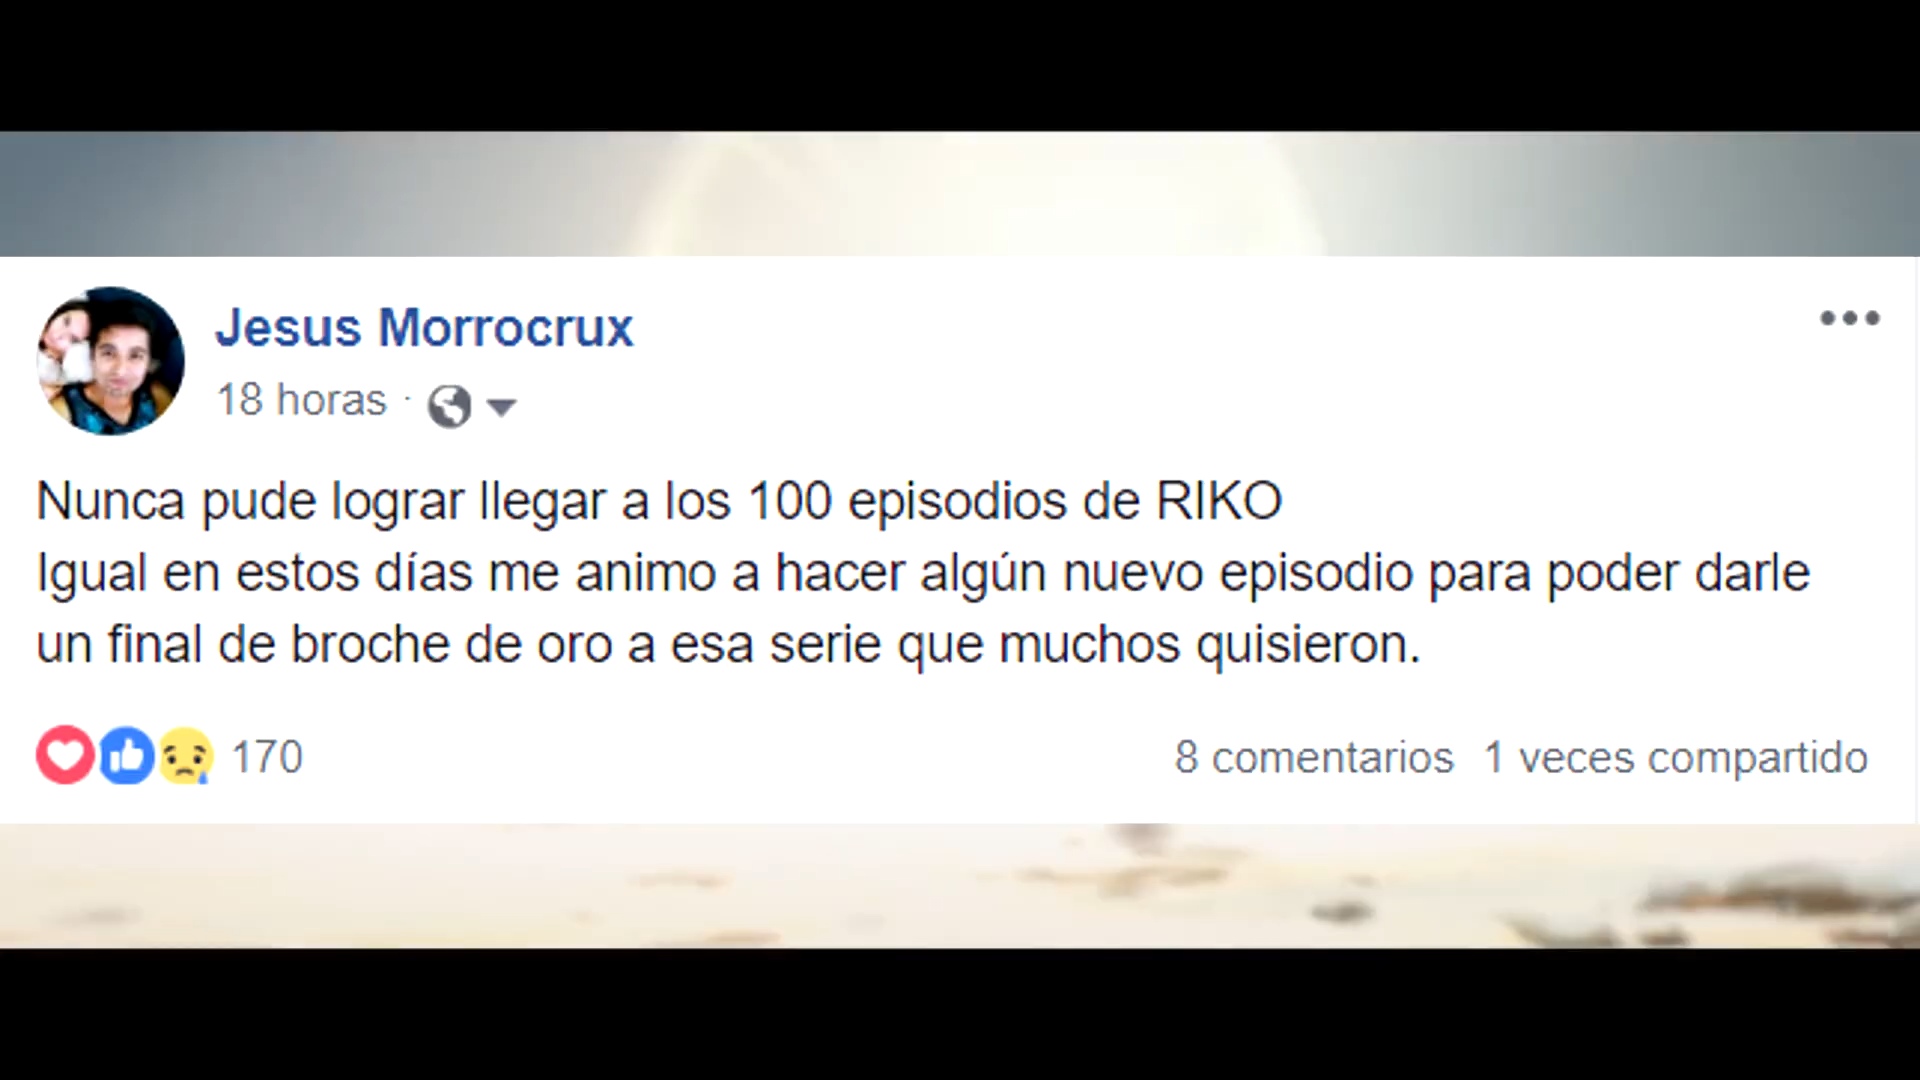 Jesus Morrocrux
18 horas ·
Nunca pude lograr llegar a los 100 episodios de RIKO
Igual en estos días me animo a hacer algún nuevo episodio para poder darle
un final de broche de oro a esa serie que muchos quisieron.
170
8 comentarios 1 veces compartido